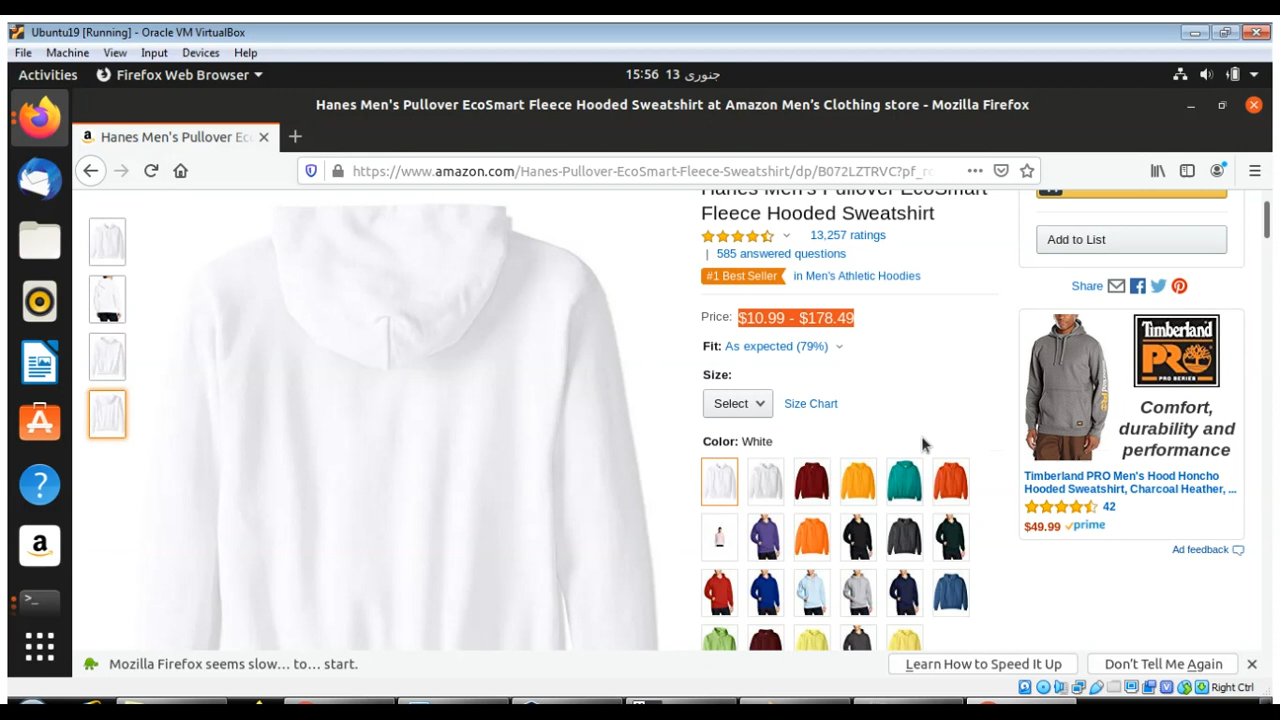 Ubuntu19 [Running] - Oracle VM VirtualBox
File Machine View Input Devices Help
Activities Firefox Web Browser 15:56 13 جنوری
Hanes Men's Pullover EcoSmart Fleece Hooded Sweatshirt at Amazon Men's Clothing store - Mozilla Firefox
Hanes Men's Pullover Ec
https://www.amazon.com/Hanes-Pullover-EcoSmart-Fleece-Sweatshirt/dp/B072LZTRVC?pf_r
Hanes Men's Pullover EcoSmart
Fleece Hooded Sweatshirt
13,257 ratings
| 585 answered questions
#1 Best Seller in Men's Athletic Hoodies
Price: $10.99 - $178.49
Fit: As expected (79%)
Size:
Select Size Chart
Color: White
Add to List
Share
Timberland
PRO
PRO SERIES
Comfort,
durability and
performance
Timberland PRO Men's Hood Honcho
Hooded Sweatshirt, Charcoal Heather, ...
42
$49.99 prime
Ad feedback
Mozilla Firefox seems slow... to... start.
Learn How to Speed It Up Don't Tell Me Again
Right Ctrl